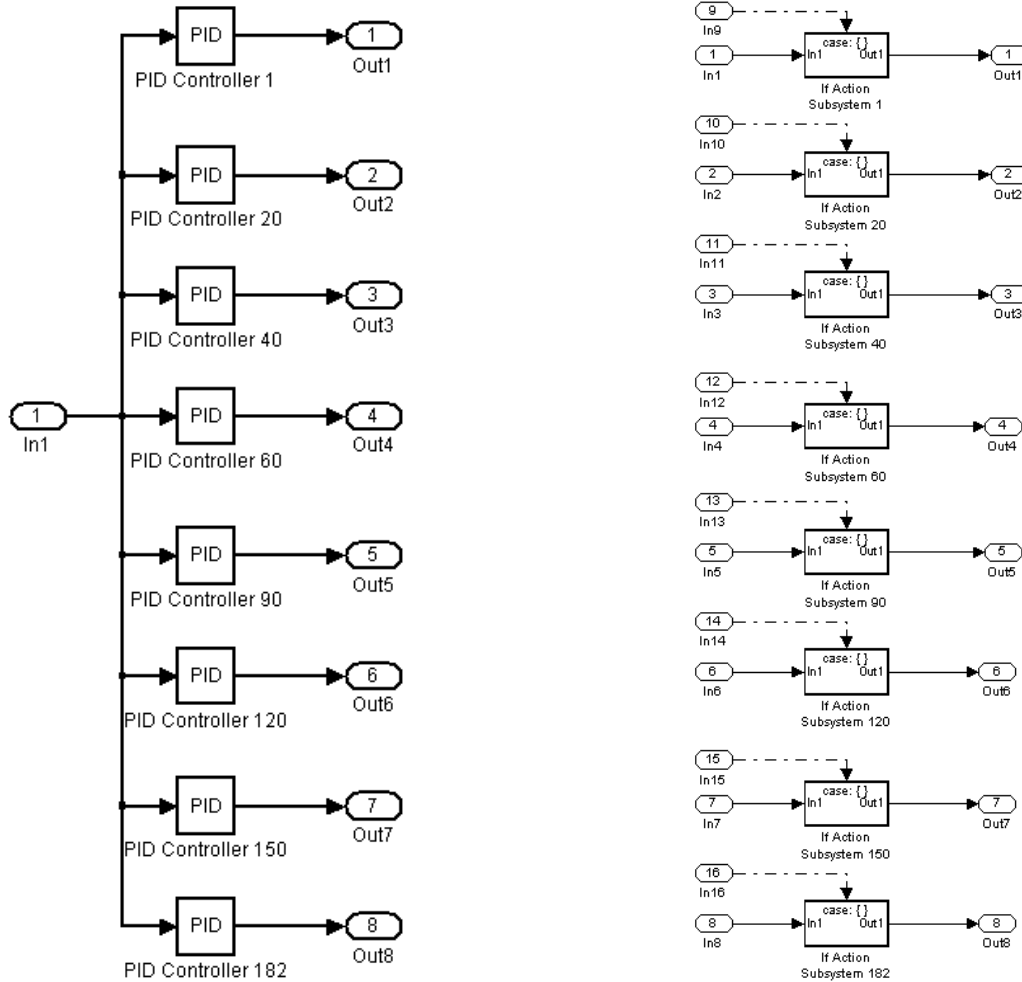 PID
1
PID Controller 1
Out1
PID
2
PID Controller 20
Out2
PID
3
PID Controller 40
Out3
1
In1
PID
4
PID Controller 60
Out4
PID
5
PID Controller 90
Out5
PID
6
PID Controller 120
Out6
PID
7
PID Controller 150
Out7
PID
8
PID Controller 182
Out8
9
In9
case: { }
1
In1
In1 Out1
1
Out1
If Action
Subsystem 1
10
In10
case: { }
2
In2
In1 Out1
2
Out2
If Action
Subsystem 20
11
In11
case: { }
3
In3
In1 Out1
3
Out3
If Action
Subsystem 40
12
In12
case: { }
4
In4
In1 Out1
4
Out4
If Action
Subsystem 60
13
In13
case: { }
5
In5
In1 Out1
5
Out5
If Action
Subsystem 90
14
In14
case: { }
6
In6
In1 Out1
6
Out6
If Action
Subsystem 120
15
In15
case: { }
7
In7
In1 Out1
7
Out7
If Action
Subsystem 150
16
In16
case: { }
8
In8
In1 Out1
8
Out8
If Action
Subsystem 182